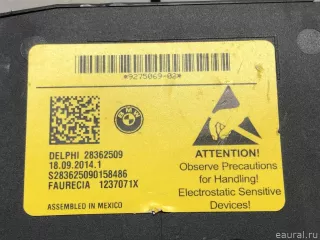 *9275069-02*
BMW
DELPHI 28362509
18.09.2014.1
S283625090158486
FAURECIA 1237071X
ASSEMBLED IN MEXICO
ATTENTION!
Observe Precautions
for Handling!
Electrostatic Sensitive
Devices!
eaural.ru